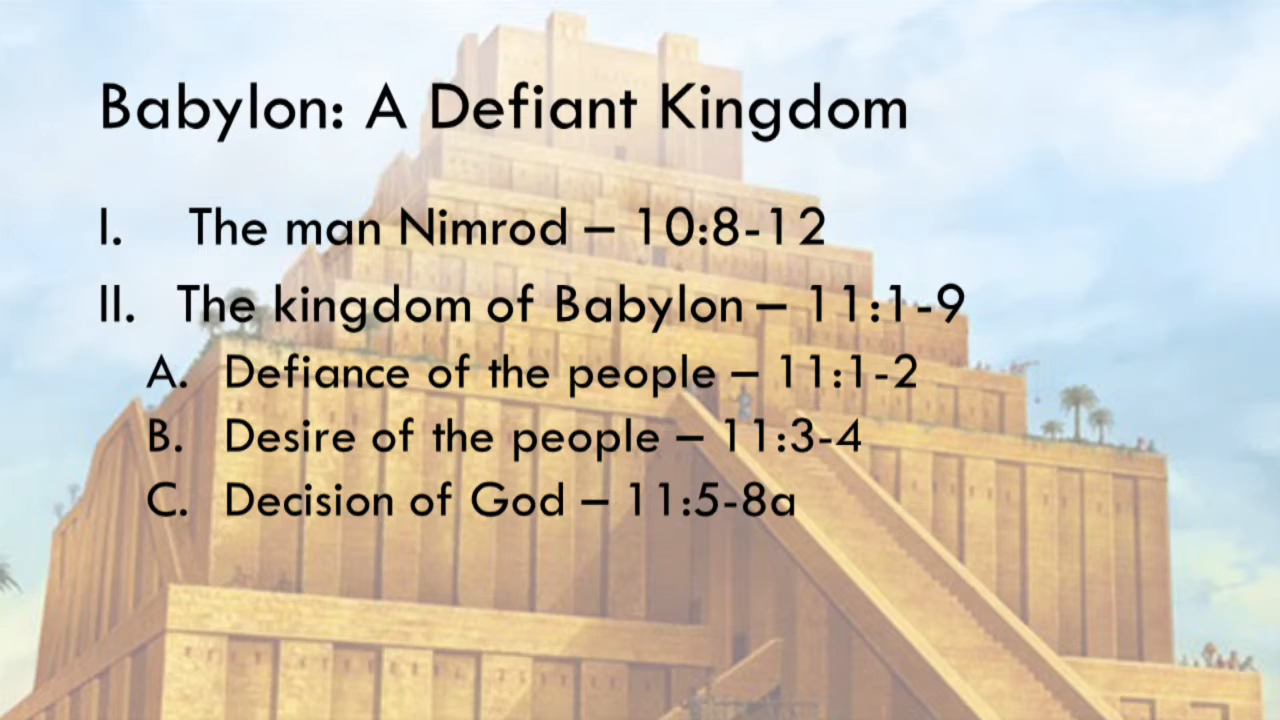 Babylon: A Defiant Kingdom
I. The man Nimrod – 10:8-12
II. The kingdom of Babylon – 11:1-9
A. Defiance of the people – 11:1-2
B. Desire of the people – 11:3-4
C. Decision of God – 11:5-8a